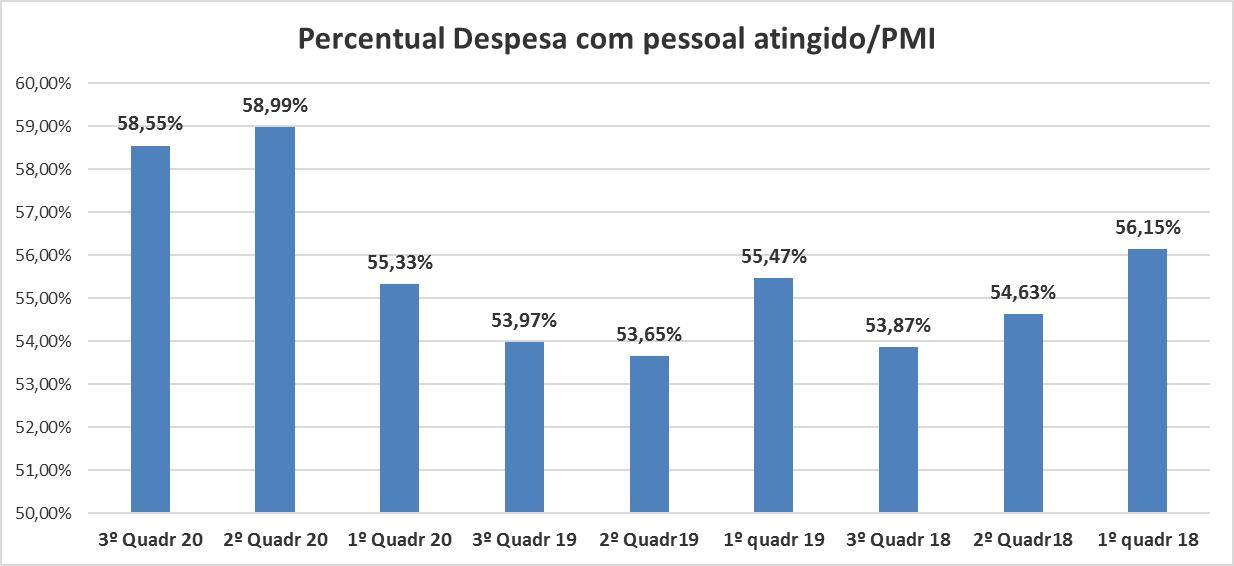 Percentual Despesa com pessoal atingido/PMI
60,00%
59,00%
58,00%
57,00%
56,00%
55,00%
54,00%
53,00%
52,00%
51,00%
50,00%
58,55%
58,99%
55,33%
53,97%
53,65%
55,47%
53,87%
54,63%
56,15%
3º Quadr 20
2º Quadr 20
1º Quadr 20
3º Quadr 19
2º Quadr19
1º quadr 19
3º Quadr 18
2º Quadr18
1º quadr 18